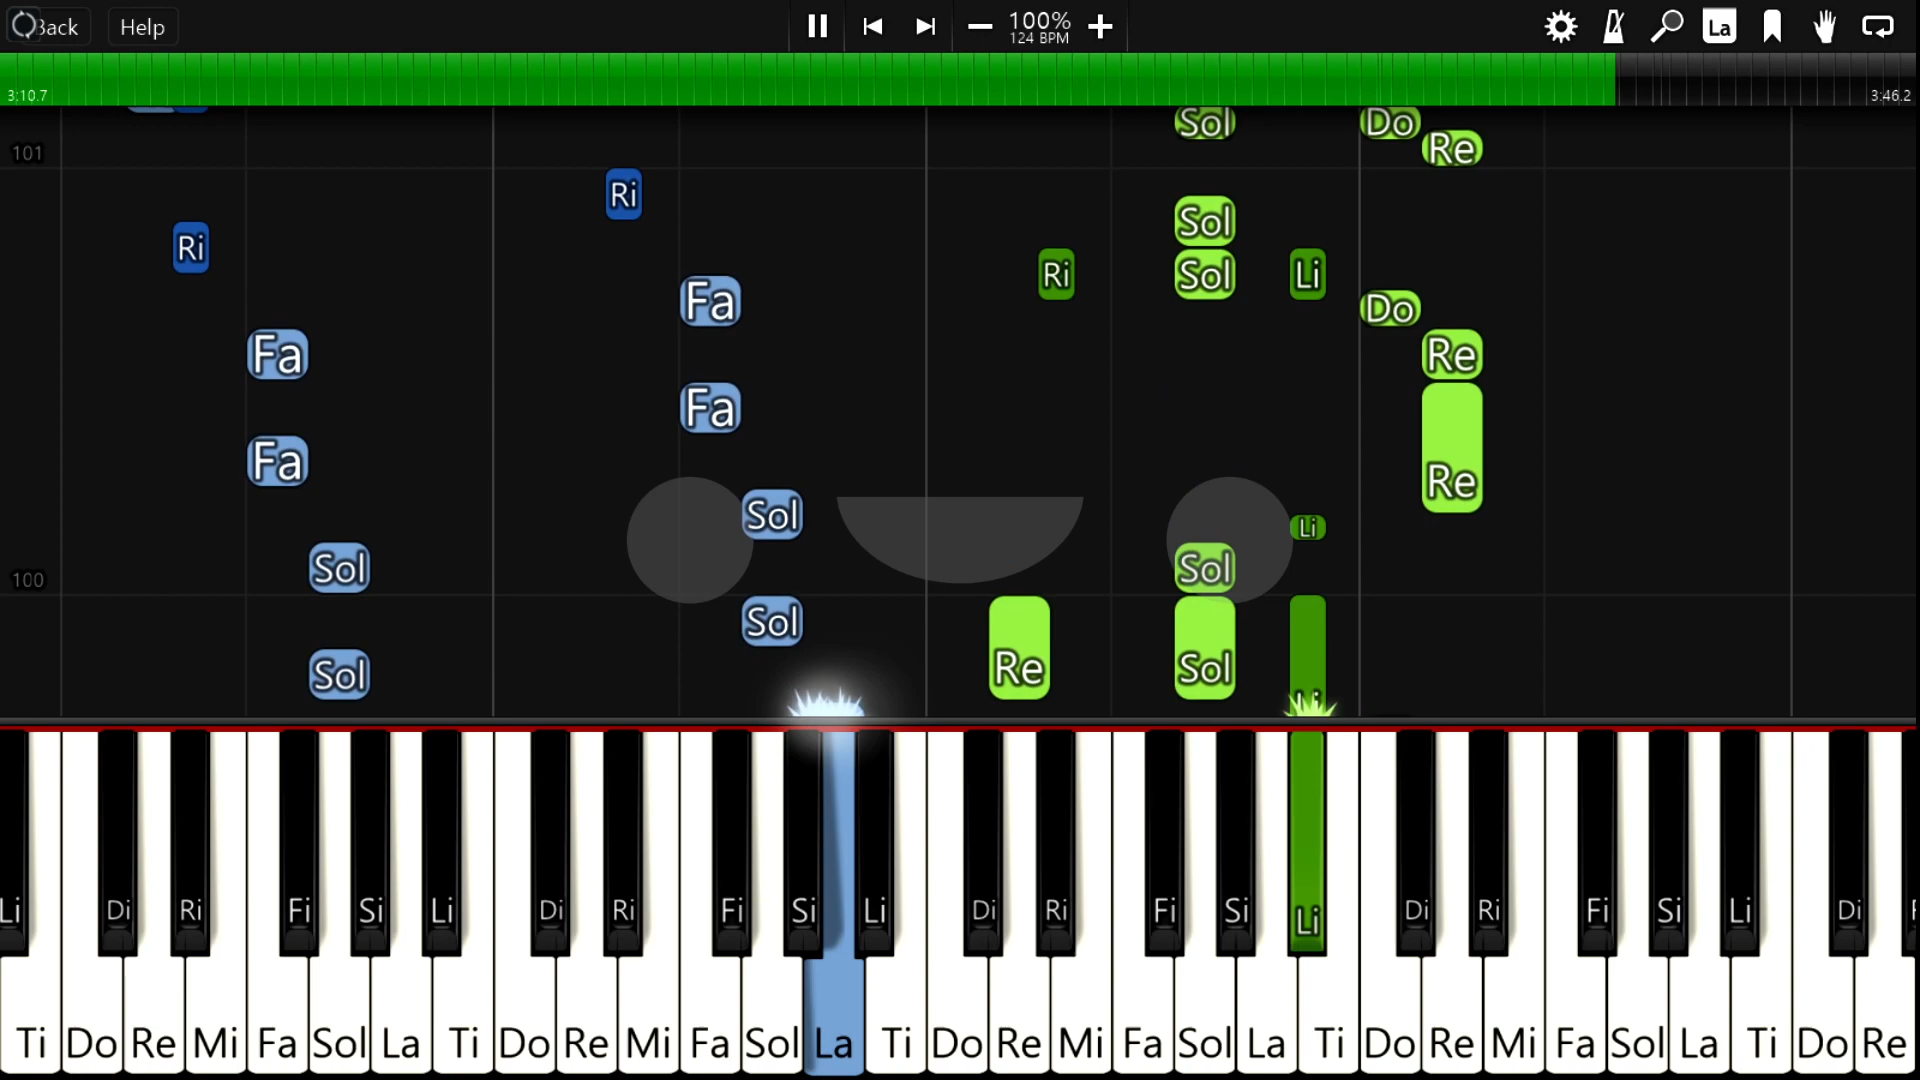 Back Help 100% La
124 BPM
3:10.7 3:46.2
Sol Do
Re
101
Ri
Sol
Ri
Ri Sol Li
Fa
Do
Fa Re
Fa
Fa
Re
Sol
Li
Sol Sol
100
Sol
Re Sol
Sol
Li
Li Di Ri Fi Si Li Di Ri Fi Si Li Di Ri Fi Si Li Di Ri Fi Si Li Di
Ti Do Re Mi Fa Sol La Ti Do Re Mi Fa Sol La Ti Do Re Mi Fa Sol La Ti Do Re Mi Fa Sol La Ti Do Re